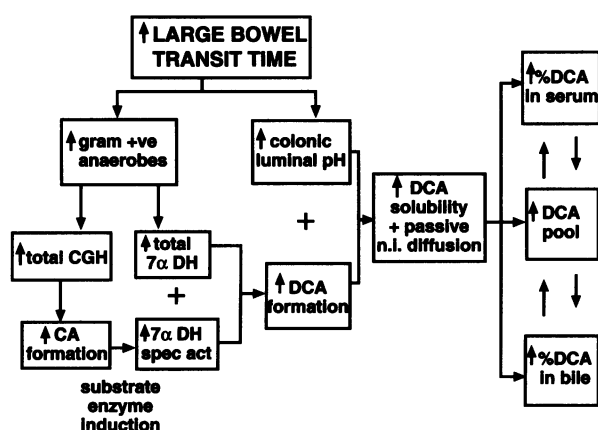 ↑ LARGE BOWEL
TRANSIT TIME
↑ gram +ve
anaerobes
↑ colonic
luminal pH
↑ %DCA
in serum
↑ total CGH
↑ total
7α DH
+
+
↑ DCA
formation
↑ DCA
solubility
+ passive
n.i. diffusion
↑ DCA
pool
↑ CA
formation
↑ 7α DH
spec act
↑ %DCA
in bile
substrate
enzyme
induction